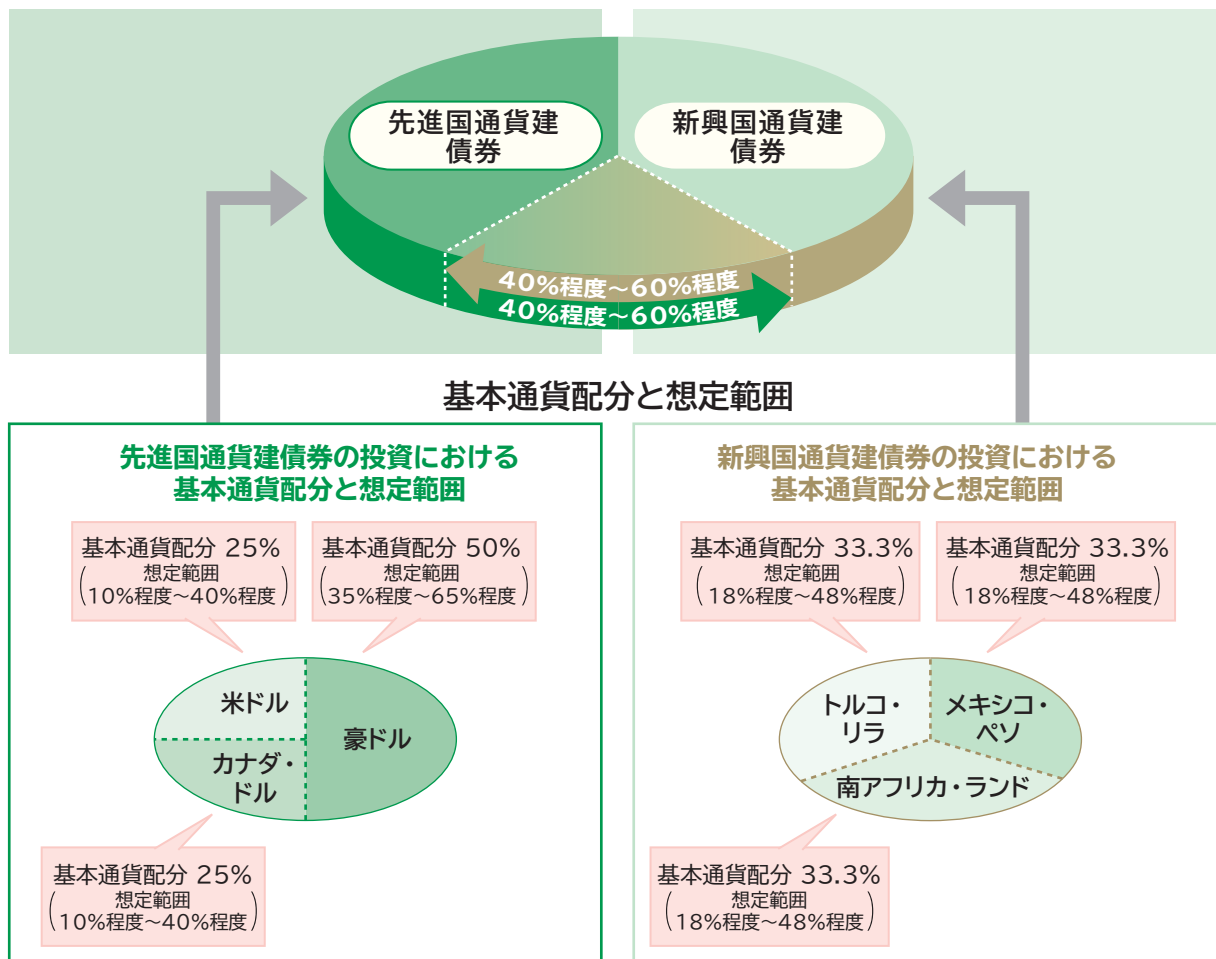 先進国通貨建
債券
新興国通貨建
債券
40%程度～60%程度
40%程度～60%程度
基本通貨配分と想定範囲
先進国通貨建債券の投資における
基本通貨配分と想定範囲
基本通貨配分 25%
想定範囲
(10%程度～40%程度)
基本通貨配分 50%
想定範囲
(35%程度～65%程度)
米ドル
豪ドル
カナダ・
ドル
基本通貨配分 25%
想定範囲
(10%程度～40%程度)
新興国通貨建債券の投資における
基本通貨配分と想定範囲
基本通貨配分 33.3%
想定範囲
(18%程度～48%程度)
基本通貨配分 33.3%
想定範囲
(18%程度～48%程度)
トルコ・
リラ
メキシコ・
ペソ
南アフリカ・ランド
基本通貨配分 33.3%
想定範囲
(18%程度～48%程度)